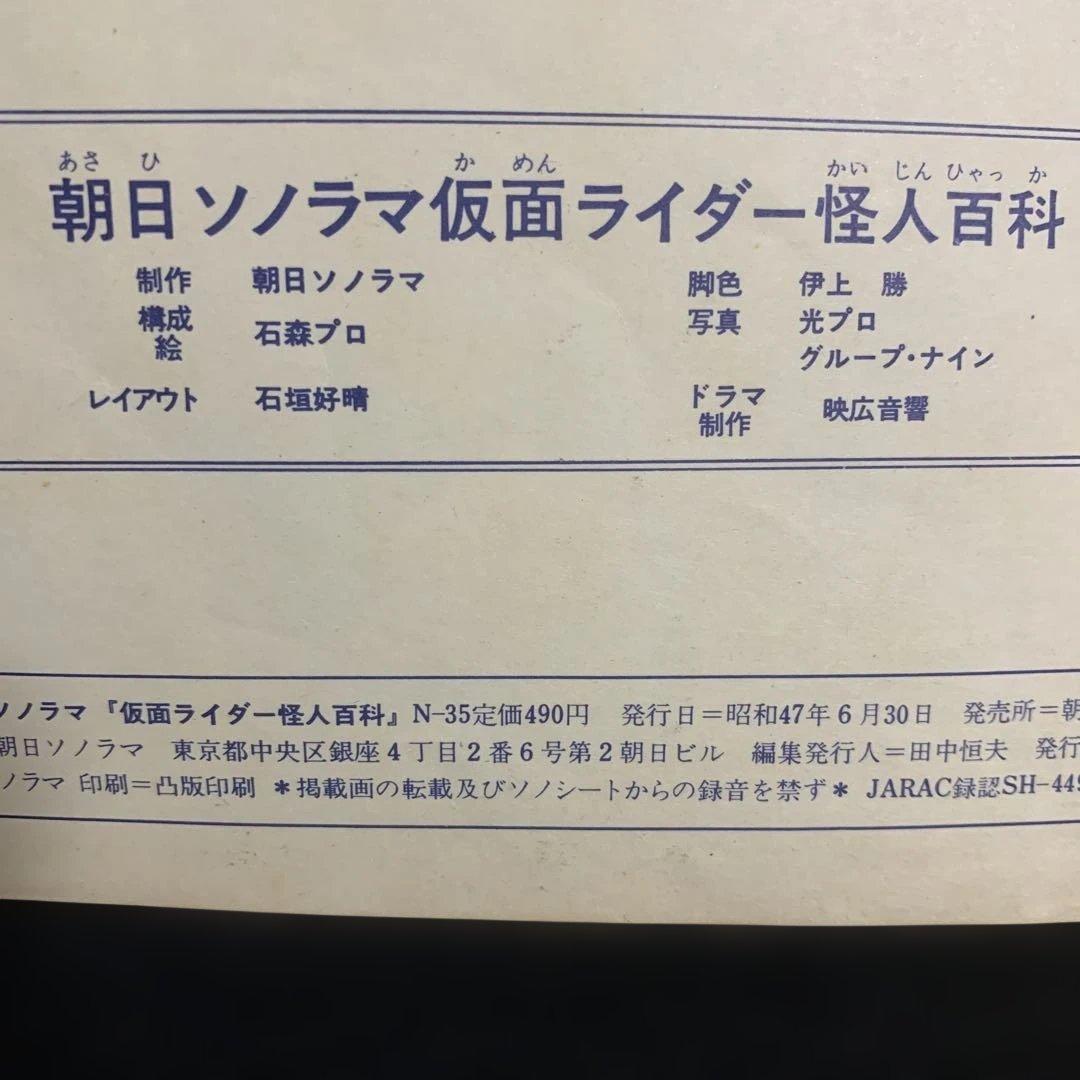 あさ ひ か めん かい じん ひゃっ か
朝日ソノラマ仮面ライダー怪人百科
制作 朝日ソノラマ
構成
絵 石森プロ
レイアウト 石垣好晴
脚色 伊上 勝
写真 光プロ
グループ・ナイン
ドラマ
制作 映広音響
ソノラマ『仮面ライダー怪人百科』N-35定価490円 発行日=昭和47年6月30日 発売所=朝
朝日ソノラマ 東京都中央区銀座4丁目2番6号第2朝日ビル 編集発行人=田中恒夫 発行
ノラマ 印刷=凸版印刷 *掲載画の転載及びソノシートからの録音を禁ず* JARAC録認SH-449